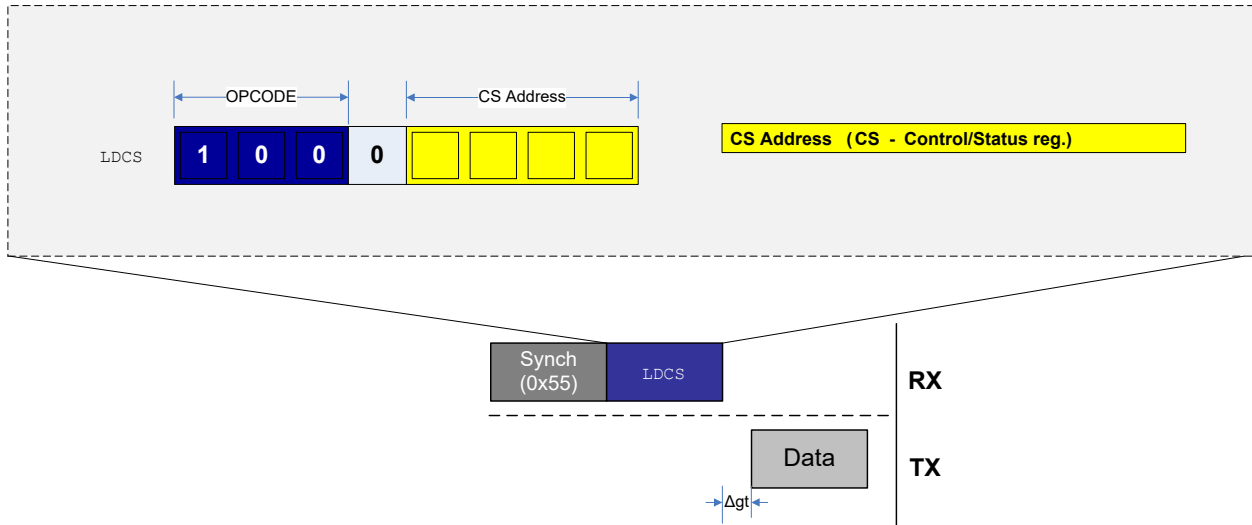 OPCODE
CS Address
LDCS
1 0 0 0
CS Address (CS - Control/Status reg.)
Synch
(0x55)
LDCS
RX
Data
TX
Δgt